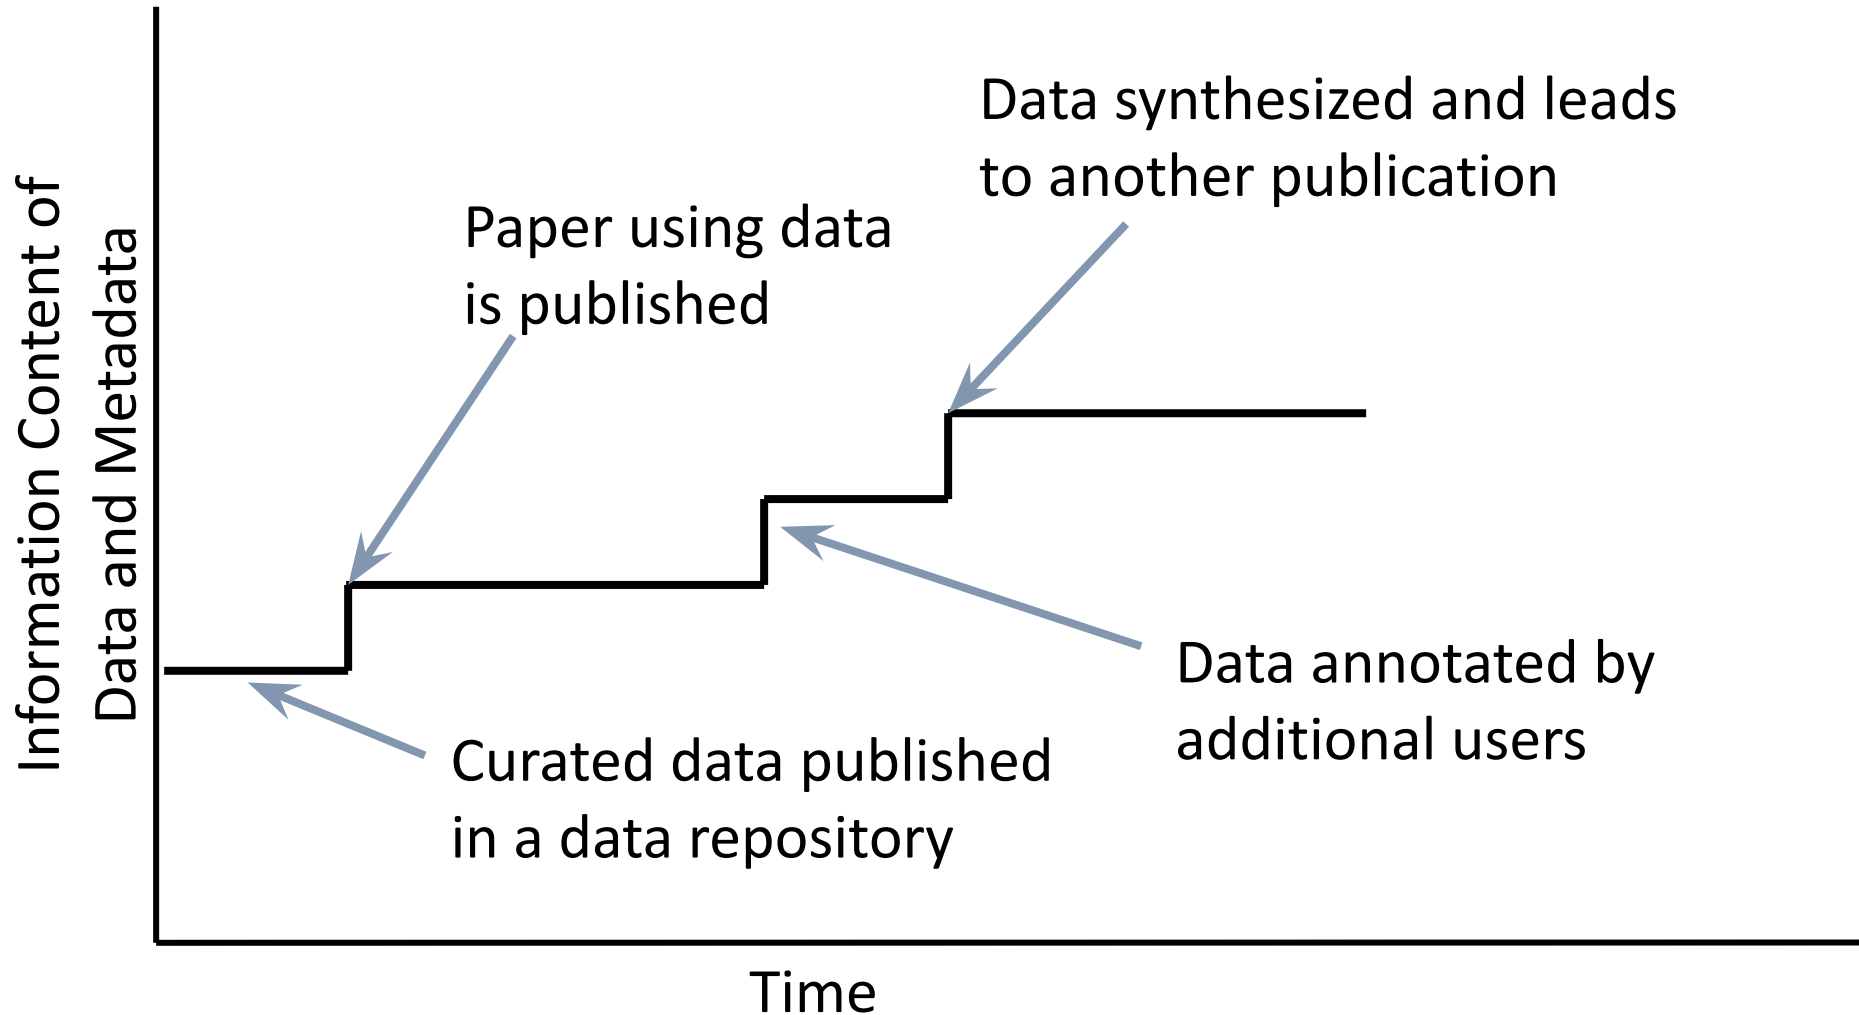 Information Content of
Data and Metadata
Data synthesized and leads
to another publication
Paper using data
is published
Data annotated by
additional users
Curated data published
in a data repository
Time